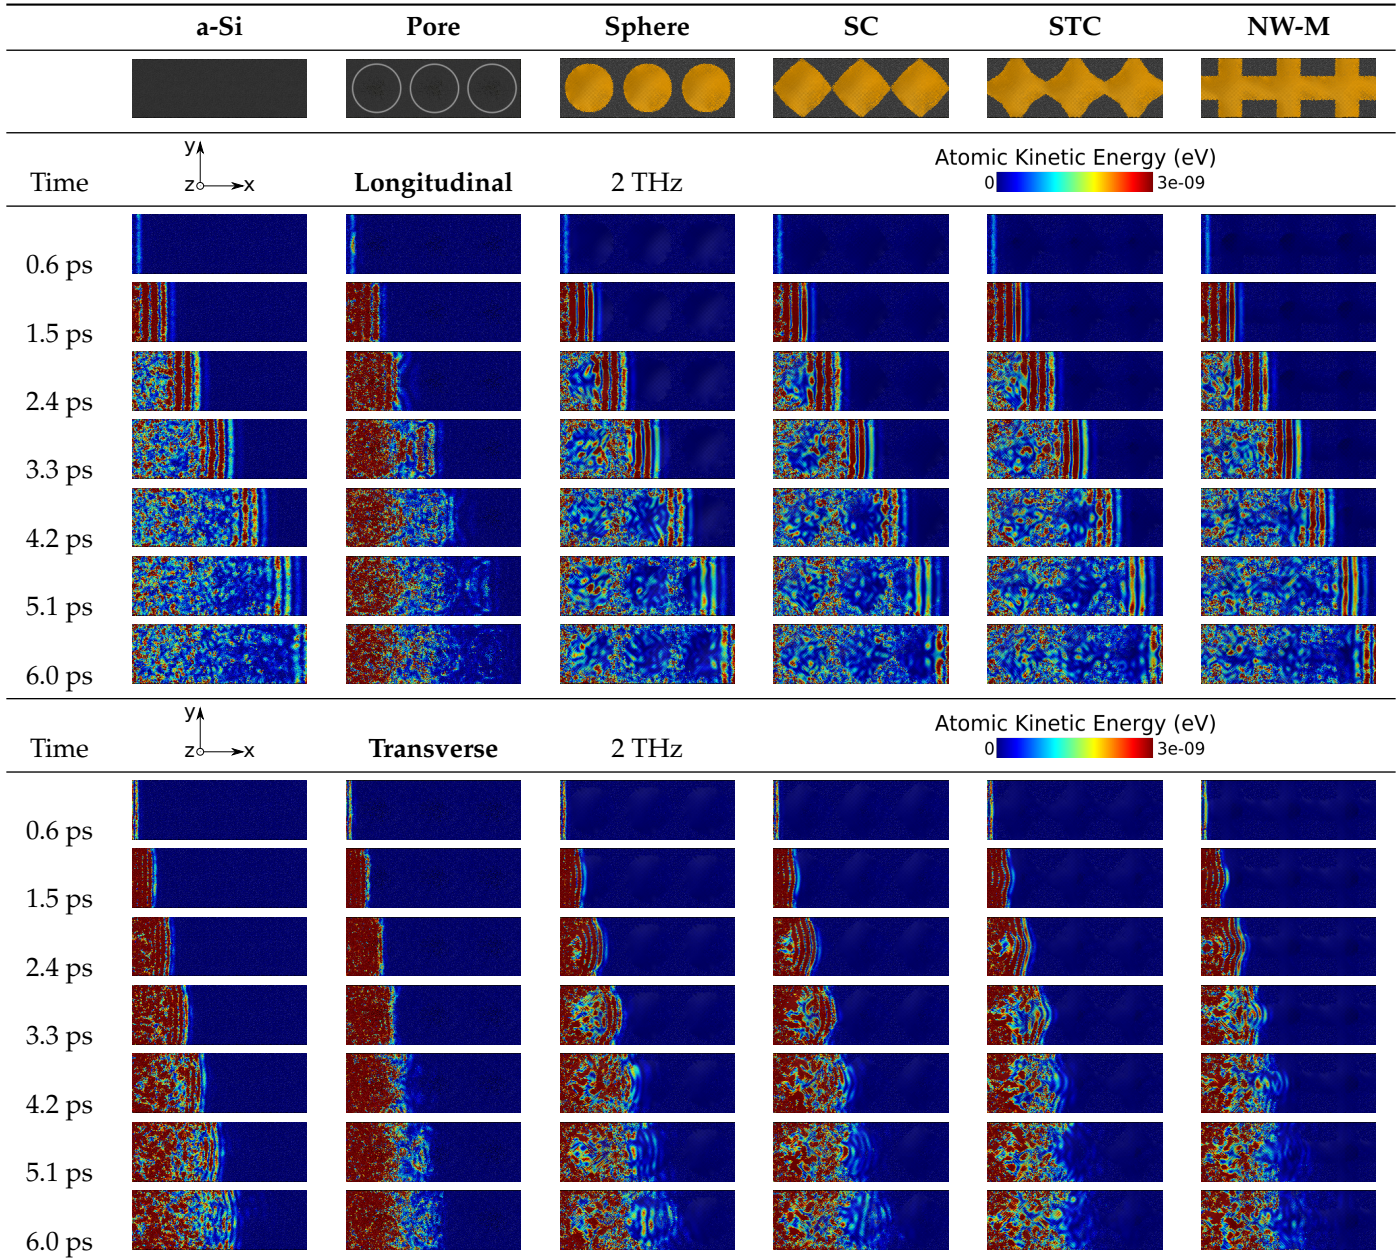 a-Si Pore Sphere SC STC NW-M
y
Atomic Kinetic Energy (eV)
Time z x Longitudinal 2 THz 0 3e-09
0.6 ps
1.5 ps
2.4 ps
3.3 ps
4.2 ps
5.1 ps
6.0 ps
y
Atomic Kinetic Energy (eV)
Time z x Transverse 2 THz 0 3e-09
0.6 ps
1.5 ps
2.4 ps
3.3 ps
4.2 ps
5.1 ps
6.0 ps